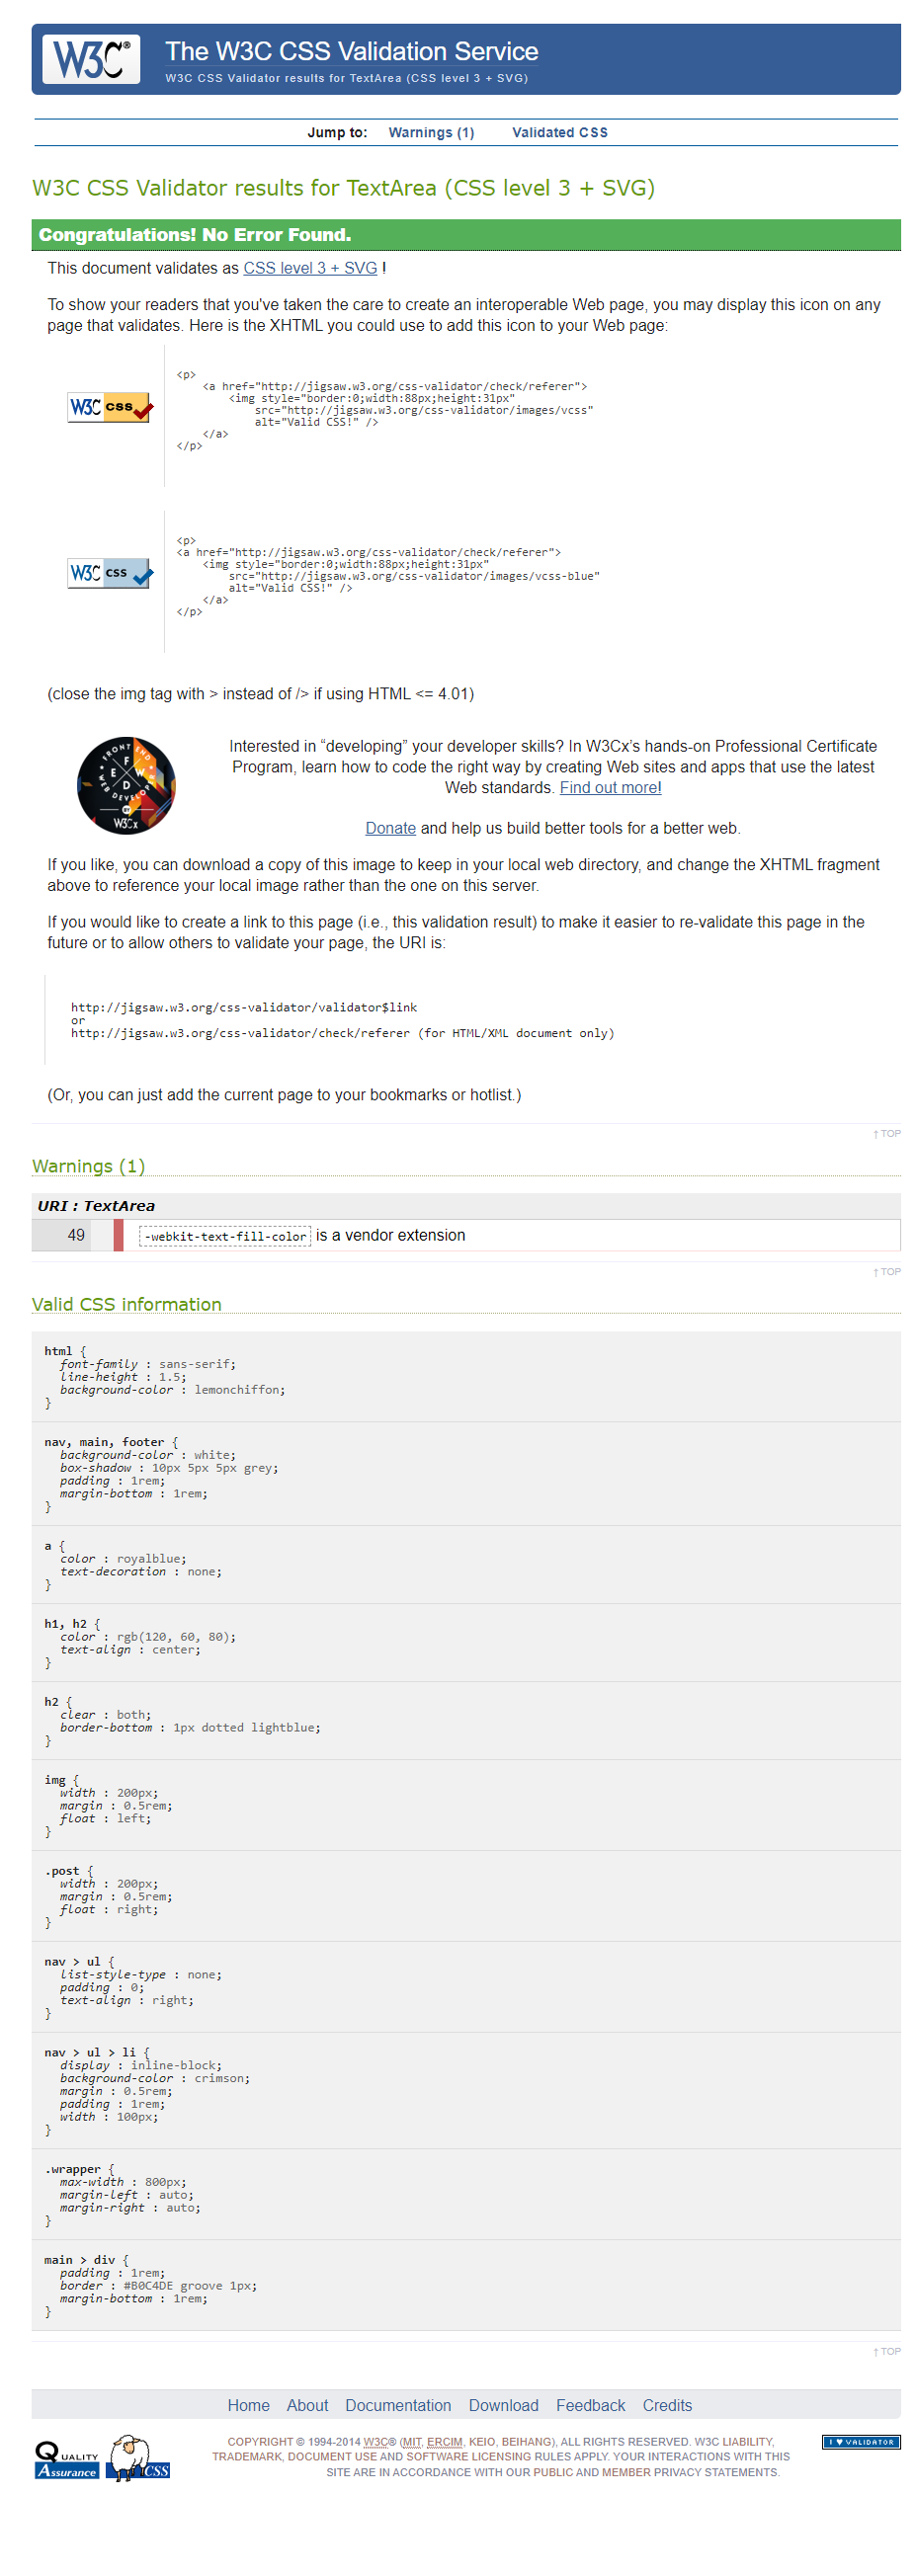 W3C®
The W3C CSS Validation Service
W3C CSS Validator results for TextArea (CSS level 3 + SVG)
Jump to: Warnings (1) Validated CSS
W3C CSS Validator results for TextArea (CSS level 3 + SVG)
Congratulations! No Error Found.
This document validates as CSS level 3 + SVG !
To show your readers that you've taken the care to create an interoperable Web page, you may display this icon on any
page that validates. Here is the XHTML you could use to add this icon to your Web page:
W3C css
<p>
    <a href="http://jigsaw.w3.org/css-validator/check/referer">
        <img style="border:0;width:88px;height:31px"
            src="http://jigsaw.w3.org/css-validator/images/vcss"
            alt="Valid CSS!" />
    </a>
</p>
W3C css
<p>
<a href="http://jigsaw.w3.org/css-validator/check/referer">
    <img style="border:0;width:88px;height:31px"
        src="http://jigsaw.w3.org/css-validator/images/vcss-blue"
        alt="Valid CSS!" />
    </a>
</p>
(close the img tag with > instead of /> if using HTML <= 4.01)
FRONT END
F
E D
W
WEB DEVELOPER
W3Cx
Interested in “developing” your developer skills? In W3Cx’s hands-on Professional Certificate
Program, learn how to code the right way by creating Web sites and apps that use the latest
Web standards. Find out more!
Donate and help us build better tools for a better web.
If you like, you can download a copy of this image to keep in your local web directory, and change the XHTML fragment
above to reference your local image rather than the one on this server.
If you would like to create a link to this page (i.e., this validation result) to make it easier to re-validate this page in the
future or to allow others to validate your page, the URI is:
http://jigsaw.w3.org/css-validator/validator$link
or
http://jigsaw.w3.org/css-validator/check/referer (for HTML/XML document only)
(Or, you can just add the current page to your bookmarks or hotlist.)
↑ TOP
Warnings (1)
URI : TextArea
49 -webkit-text-fill-color is a vendor extension
↑ TOP
Valid CSS information
html {
  font-family : sans-serif;
  line-height : 1.5;
  background-color : lemonchiffon;
}
nav, main, footer {
  background-color : white;
  box-shadow : 10px 5px 5px grey;
  padding : 1rem;
  margin-bottom : 1rem;
}
a {
  color : royalblue;
  text-decoration : none;
}
h1, h2 {
  color : rgb(120, 60, 80);
  text-align : center;
}
h2 {
  clear : both;
  border-bottom : 1px dotted lightblue;
}
img {
  width : 200px;
  margin : 0.5rem;
  float : left;
}
.post {
  width : 200px;
  margin : 0.5rem;
  float : right;
}
nav > ul {
  list-style-type : none;
  padding : 0;
  text-align : right;
}
nav > ul > li {
  display : inline-block;
  background-color : crimson;
  margin : 0.5rem;
  padding : 1rem;
  width : 100px;
}
.wrapper {
  max-width : 800px;
  margin-left : auto;
  margin-right : auto;
}
main > div {
  padding : 1rem;
  border : #B0C4DE groove 1px;
  margin-bottom : 1rem;
}
↑ TOP
Home About Documentation Download Feedback Credits
QUALITY
Assurance
CSS
COPYRIGHT © 1994-2014 W3C® (MIT, ERCIM, KEIO, BEIHANG), ALL RIGHTS RESERVED. W3C LIABILITY,
TRADEMARK, DOCUMENT USE AND SOFTWARE LICENSING RULES APPLY. YOUR INTERACTIONS WITH THIS
SITE ARE IN ACCORDANCE WITH OUR PUBLIC AND MEMBER PRIVACY STATEMENTS.
I ♥ VALIDATOR